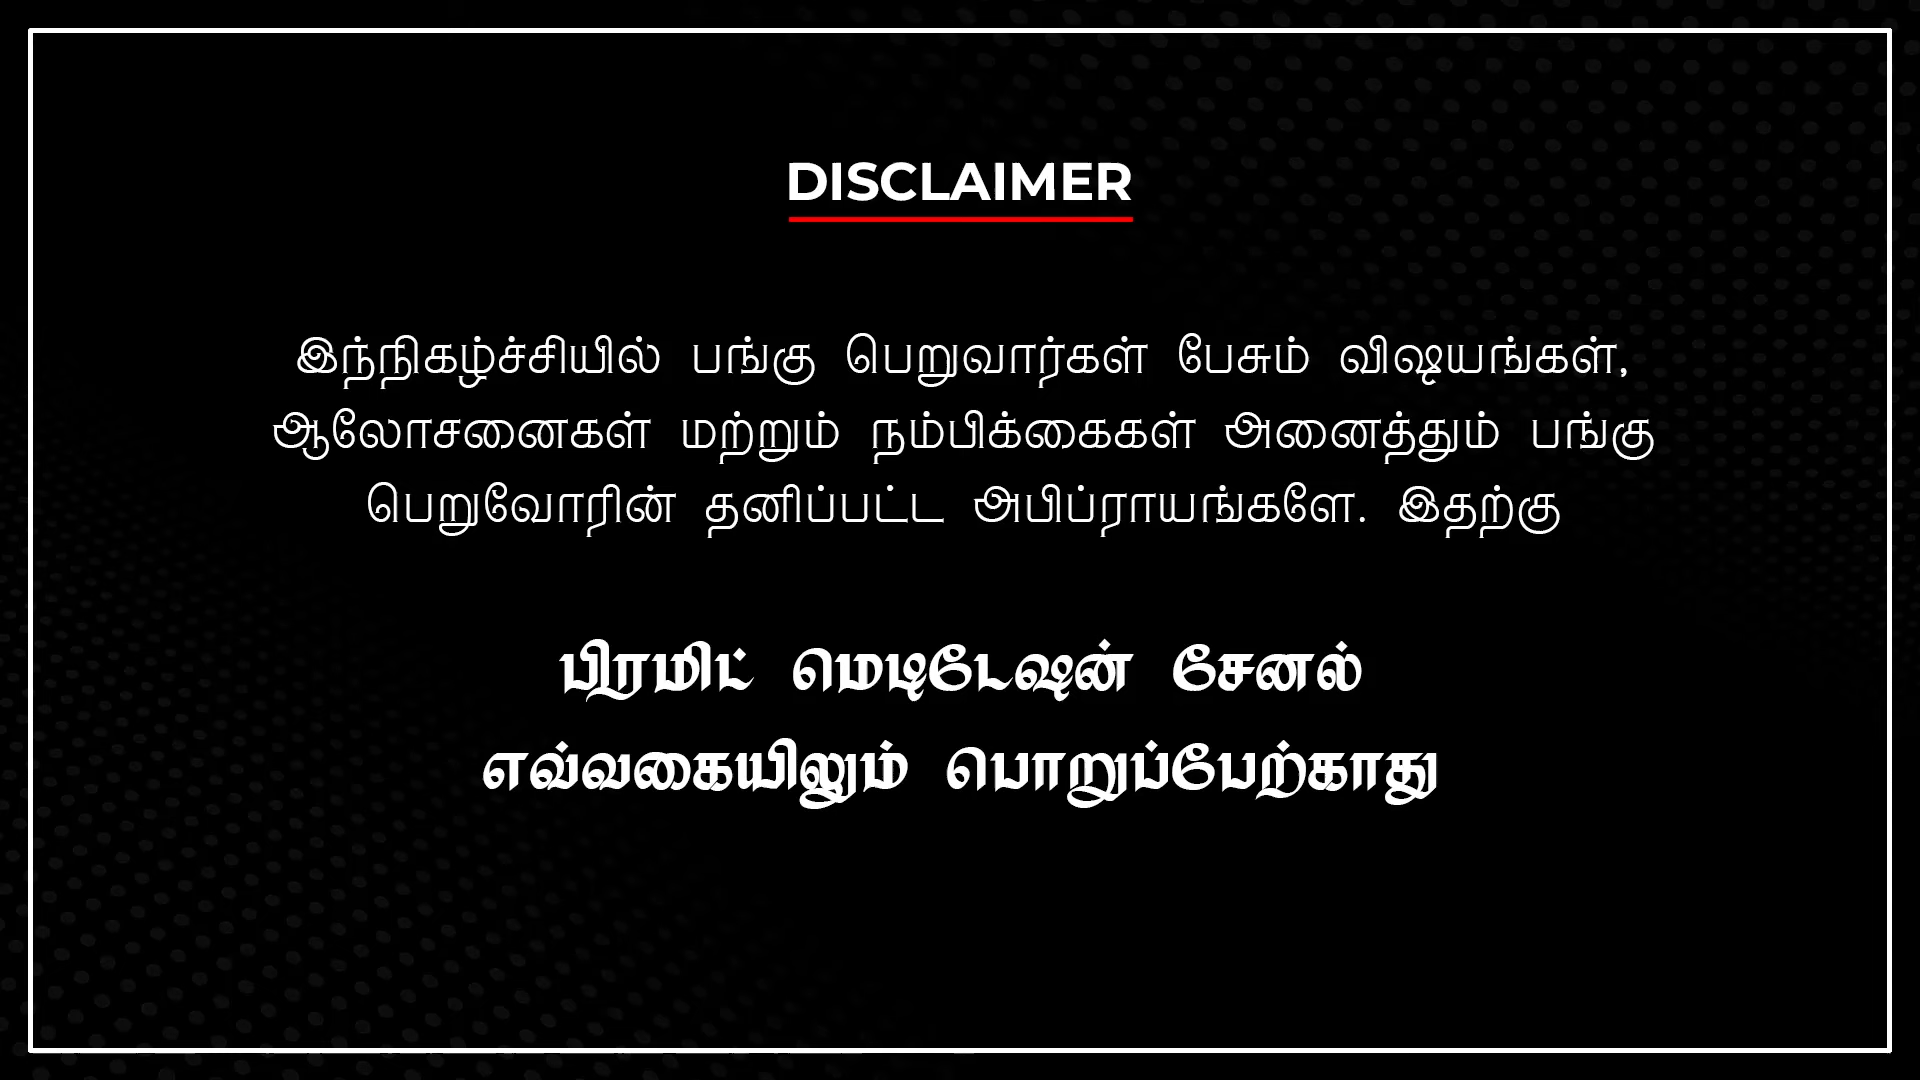 DISCLAIMER
இந்நிகழ்ச்சியில் பங்கு பெறுவார்கள் பேசும் விஷயங்கள்,
ஆலோசனைகள் மற்றும் நம்பிக்கைகள் அனைத்தும் பங்கு
பெறுவோரின் தனிப்பட்ட அபிப்ராயங்களே. இதற்கு
பிரமிட் மெடிடேஷன் சேனல்
எவ்வகையிலும் பொறுப்பேற்காது